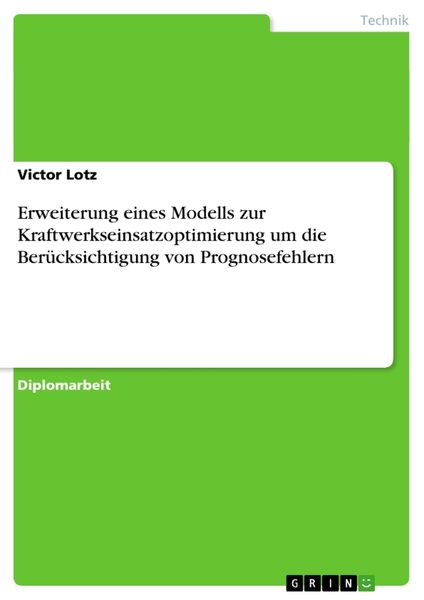 Technik
Victor Lotz
Erweiterung eines Modells zur
Kraftwerkseinsatzoptimierung um die
Berücksichtigung von Prognosefehlern
Diplomarbeit
GRIN